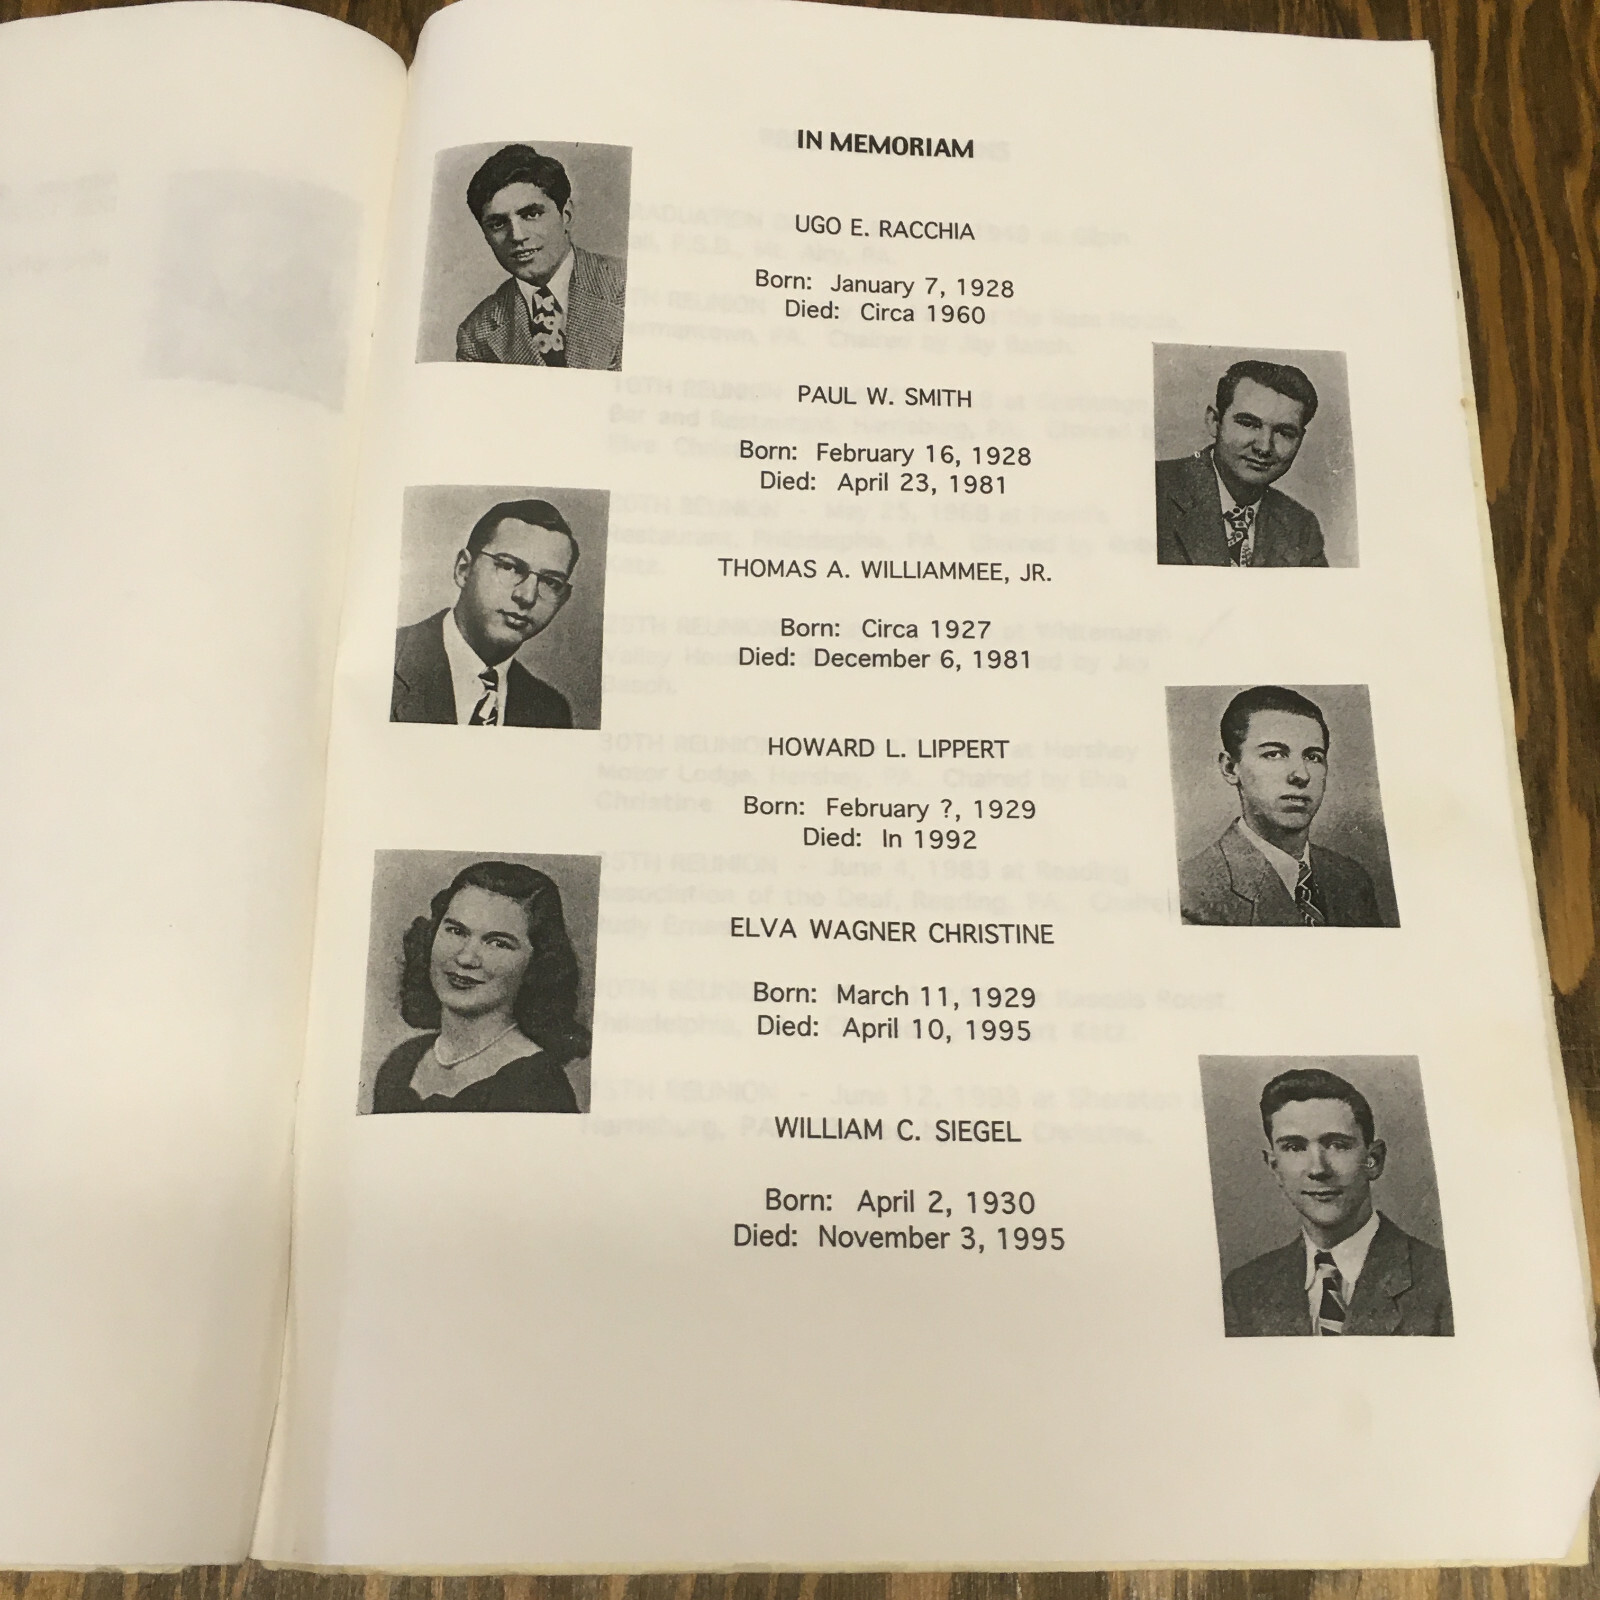 IN MEMORIAM
UGO E. RACCHIA
Born: January 7, 1928
Died: Circa 1960
PAUL W. SMITH
Born: February 16, 1928
Died: April 23, 1981
THOMAS A. WILLIAMMEE, JR.
Born: Circa 1927
Died: December 6, 1981
HOWARD L. LIPPERT
Born: February ?, 1929
Died: In 1992
ELVA WAGNER CHRISTINE
Born: March 11, 1929
Died: April 10, 1995
WILLIAM C. SIEGEL
Born: April 2, 1930
Died: November 3, 1995